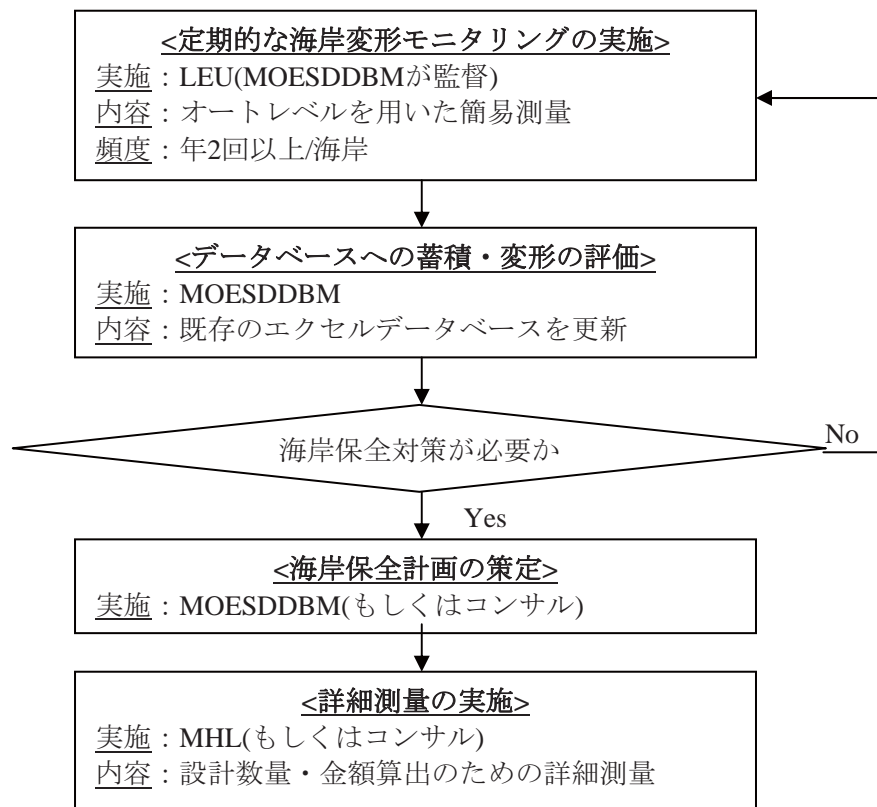 <定期的な海岸変形モニタリングの実施>
実施：LEU(MOESDDBMが監督)
内容：オートレベルを用いた簡易測量
頻度：年2回以上/海岸
<データベースへの蓄積・変形の評価>
実施：MOESDDBM
内容：既存のエクセルデータベースを更新
海岸保全対策が必要か
No
Yes
<海岸保全計画の策定>
実施：MOESDDBM(もしくはコンサル)
<詳細測量の実施>
実施：MHL(もしくはコンサル)
内容：設計数量・金額算出のための詳細測量